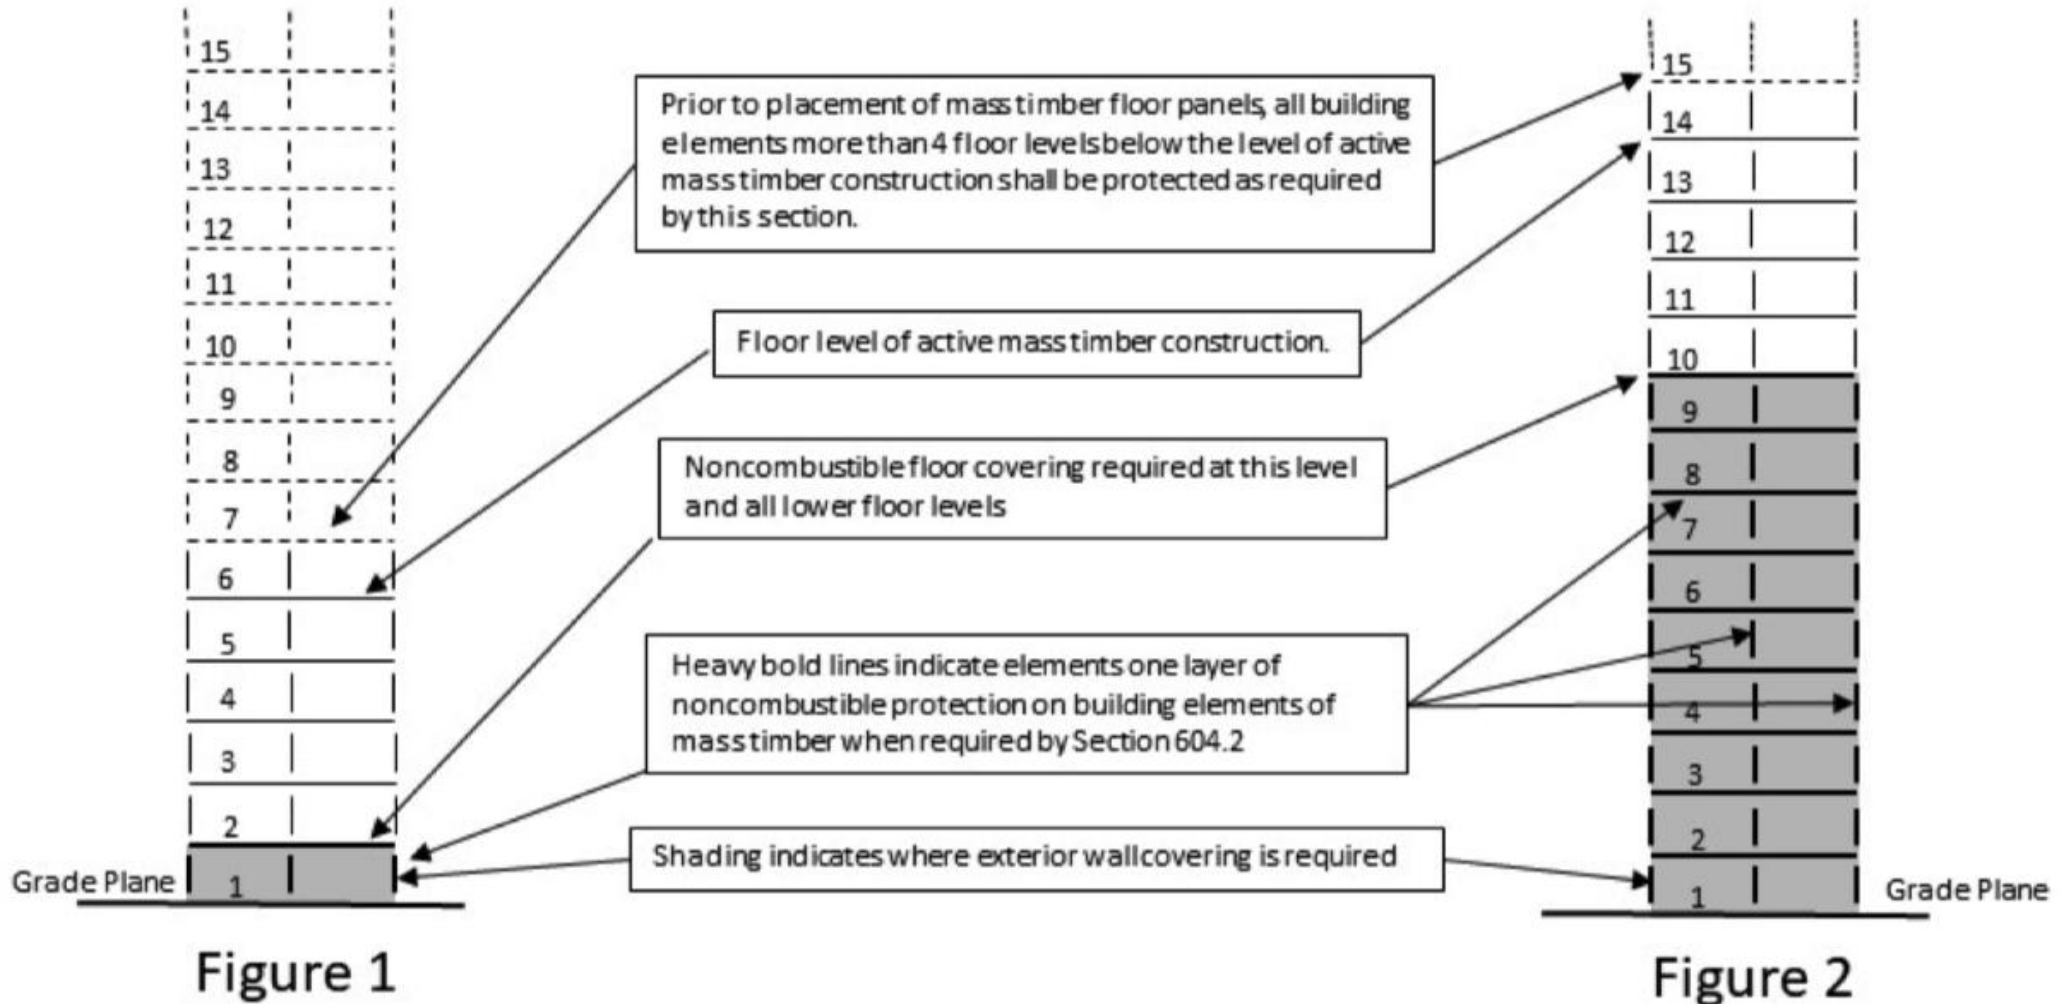 15
14
13
12
11
10
9
8
7
6
5
4
3
2
1
Grade Plane
Figure 1
Prior to placement of mass timber floor panels, all building
elements more than 4 floor levels below the level of active
mass timber construction shall be protected as required
by this section.
Floor level of active mass timber construction.
Noncombustible floor covering required at this level
and all lower floor levels
Heavy bold lines indicate elements one layer of
noncombustible protection on building elements of
mass timber when required by Section 604.2
Shading indicates where exterior wall covering is required
15
14
13
12
11
10
9
8
7
6
5
4
3
2
1
Grade Plane
Figure 2